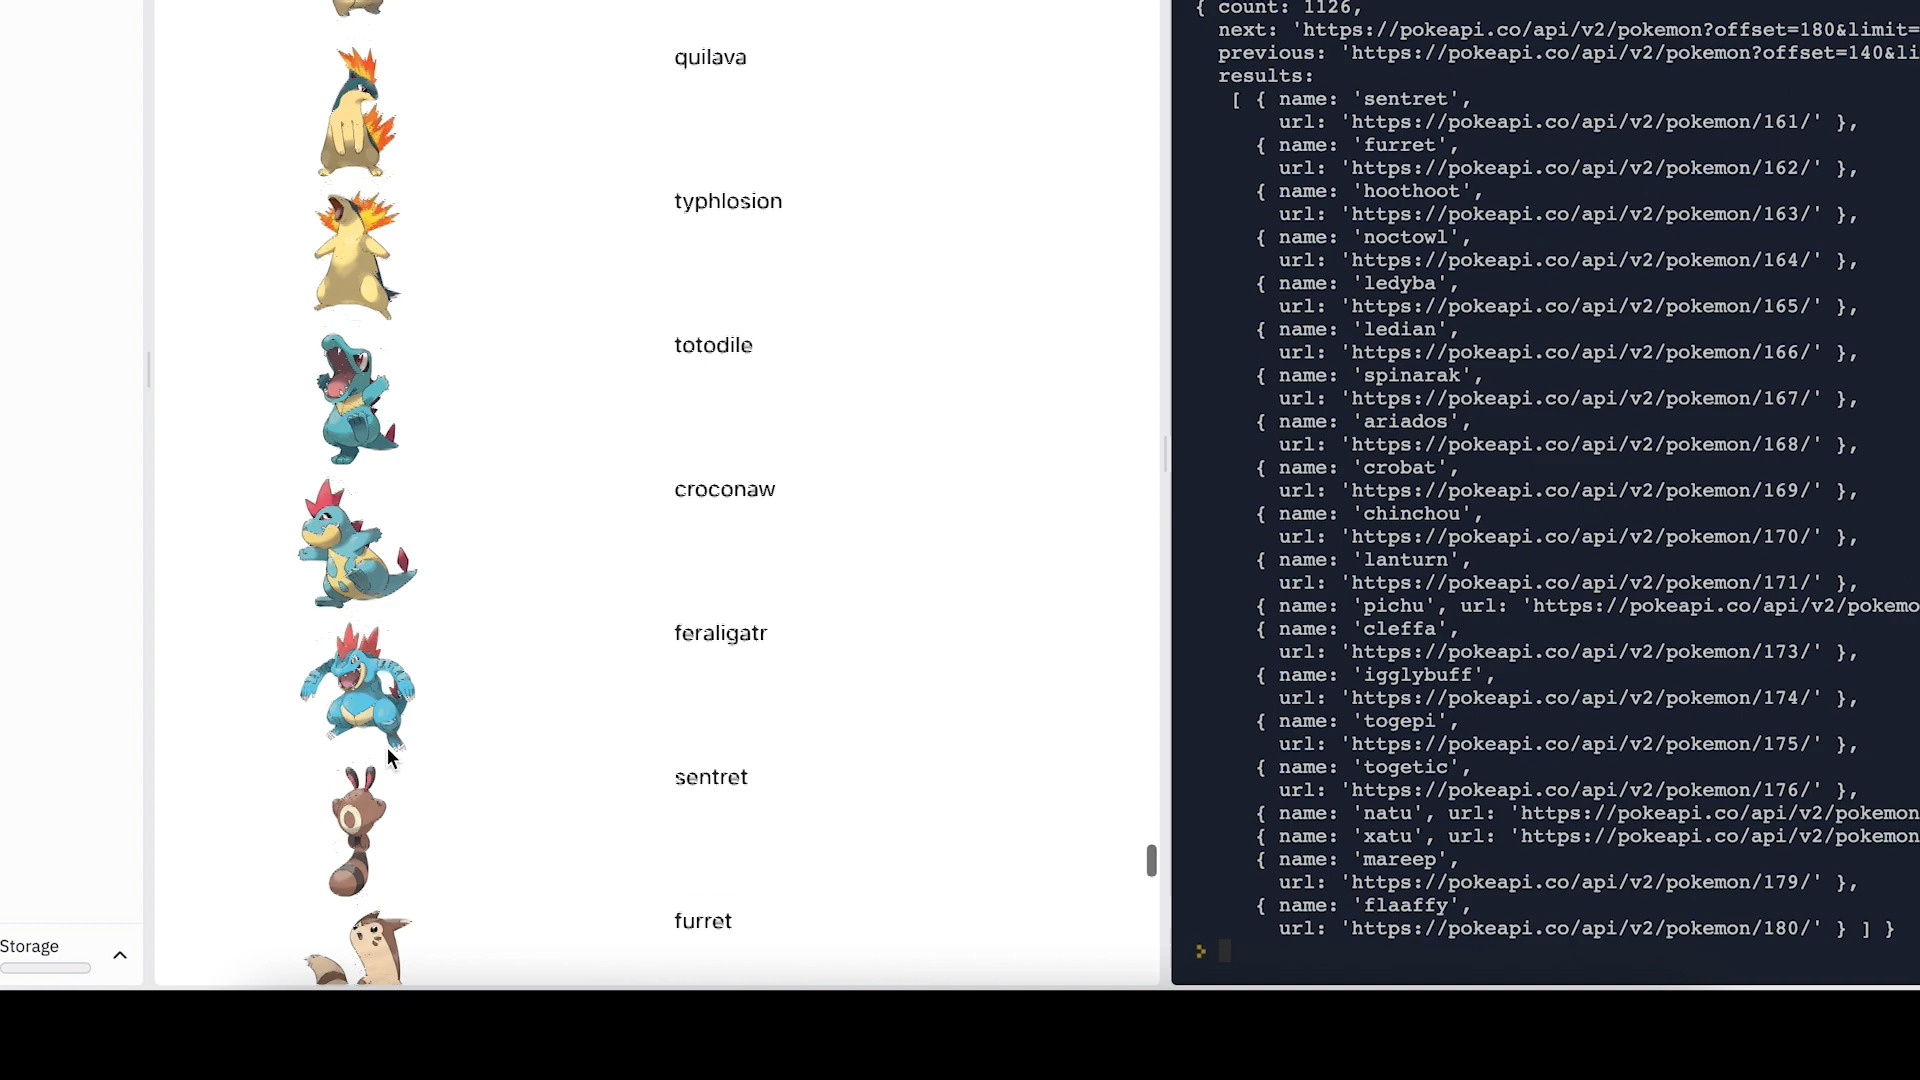 quilava
typhlosion
totodile
croconaw
feraligatr
sentret
furret
Storage
{ count: 1126,
next: 'https://pokeapi.co/api/v2/pokemon?offset=180&limit=
previous: 'https://pokeapi.co/api/v2/pokemon?offset=140&li
results:
[ { name: 'sentret',
url: 'https://pokeapi.co/api/v2/pokemon/161/' },
{ name: 'furret',
url: 'https://pokeapi.co/api/v2/pokemon/162/' },
{ name: 'hoothoot',
url: 'https://pokeapi.co/api/v2/pokemon/163/' },
{ name: 'noctowl',
url: 'https://pokeapi.co/api/v2/pokemon/164/' },
{ name: 'ledyba',
url: 'https://pokeapi.co/api/v2/pokemon/165/' },
{ name: 'ledian',
url: 'https://pokeapi.co/api/v2/pokemon/166/' },
{ name: 'spinarak',
url: 'https://pokeapi.co/api/v2/pokemon/167/' },
{ name: 'ariados',
url: 'https://pokeapi.co/api/v2/pokemon/168/' },
{ name: 'crobat',
url: 'https://pokeapi.co/api/v2/pokemon/169/' },
{ name: 'chinchou',
url: 'https://pokeapi.co/api/v2/pokemon/170/' },
{ name: 'lanturn',
url: 'https://pokeapi.co/api/v2/pokemon/171/' },
{ name: 'pichu', url: 'https://pokeapi.co/api/v2/pokemo
{ name: 'cleffa',
url: 'https://pokeapi.co/api/v2/pokemon/173/' },
{ name: 'igglybuff',
url: 'https://pokeapi.co/api/v2/pokemon/174/' },
{ name: 'togepi',
url: 'https://pokeapi.co/api/v2/pokemon/175/' },
{ name: 'togetic',
url: 'https://pokeapi.co/api/v2/pokemon/176/' },
{ name: 'natu', url: 'https://pokeapi.co/api/v2/pokemon
{ name: 'xatu', url: 'https://pokeapi.co/api/v2/pokemon
{ name: 'mareep',
url: 'https://pokeapi.co/api/v2/pokemon/179/' },
{ name: 'flaaffy',
url: 'https://pokeapi.co/api/v2/pokemon/180/' } ] }